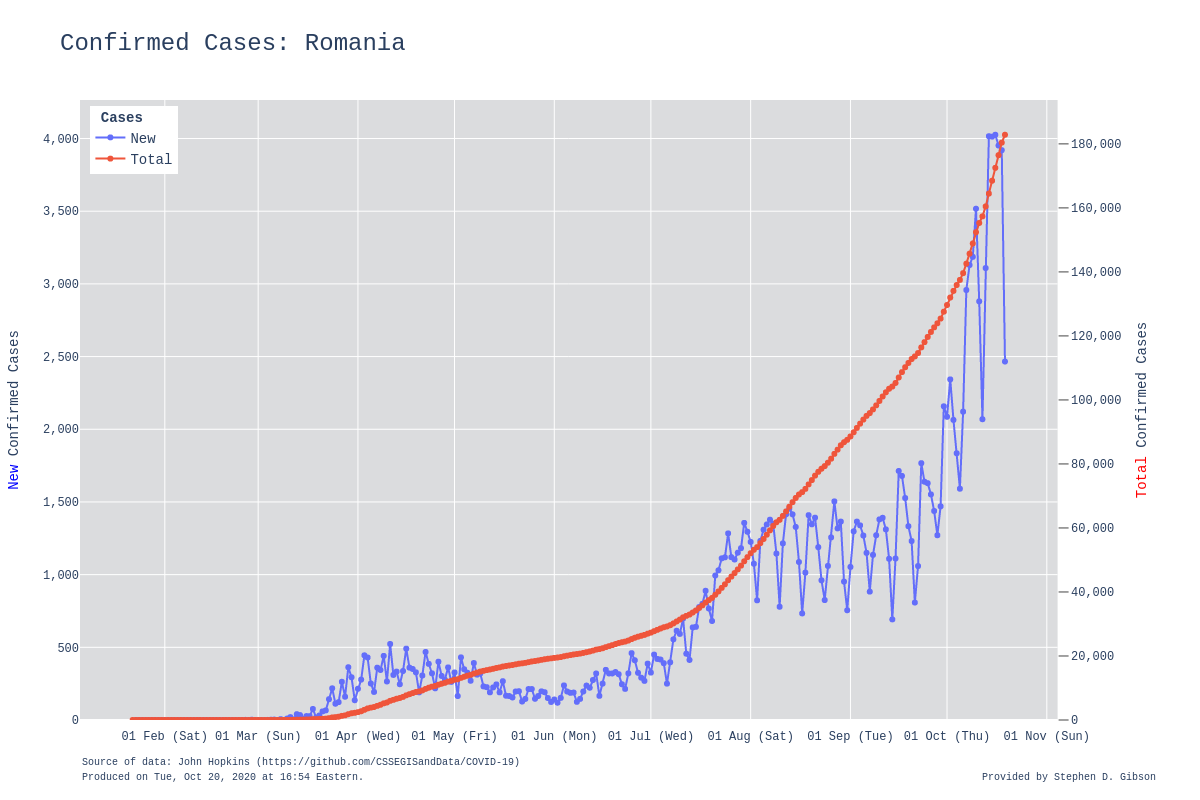 Confirmed Cases: Romania
Cases
New
Total
4,000
3,500
3,000
2,500
2,000
1,500
1,000
500
0
New Confirmed Cases
180,000
160,000
140,000
120,000
100,000
80,000
60,000
40,000
20,000
0
Total Confirmed Cases
01 Feb (Sat) 01 Mar (Sun) 01 Apr (Wed) 01 May (Fri) 01 Jun (Mon) 01 Jul (Wed) 01 Aug (Sat) 01 Sep (Tue) 01 Oct (Thu) 01 Nov (Sun)
Source of data: John Hopkins (https://github.com/CSSEGISandData/COVID-19)
Produced on Tue, Oct 20, 2020 at 16:54 Eastern.
Provided by Stephen D. Gibson